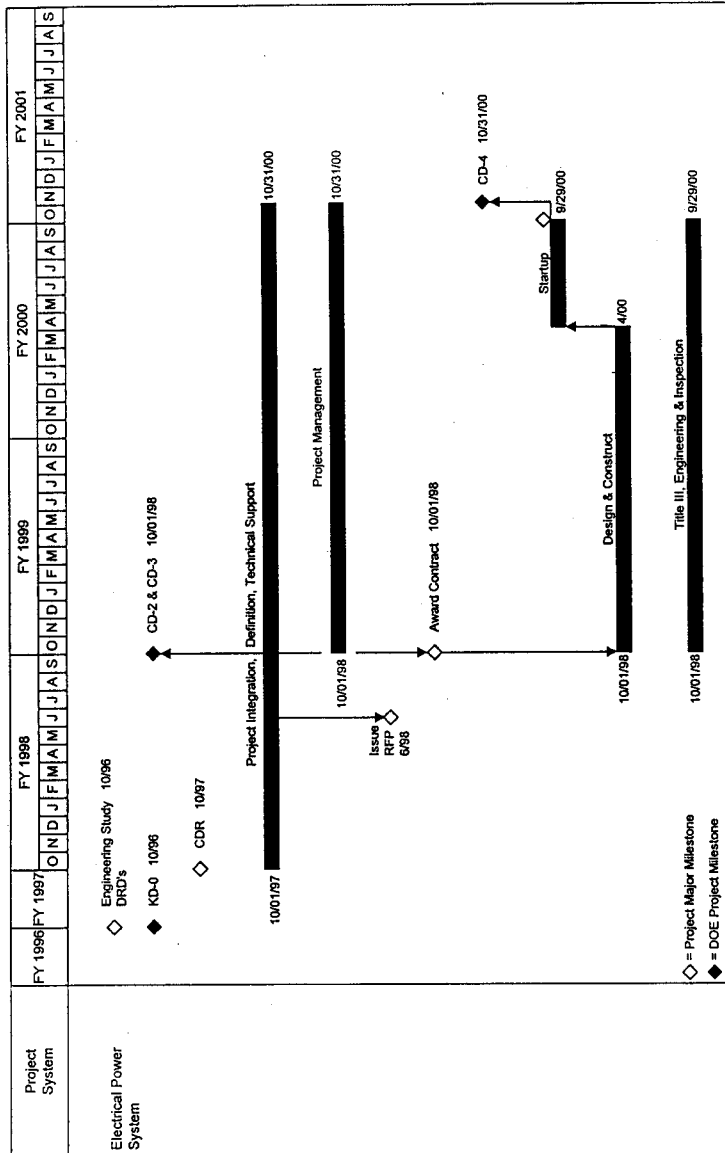 Project
System
FY 1996
FY 1997
FY 1998
FY 1999
FY 2000
FY 2001
O N D J F M A M J J A S O N D J F M A M J J A S O N D J F M A M J J A S O N D J F M A M J J A S
Electrical Power
System
Engineering Study 10/96
DRD's
KD-0 10/96
CD-2 & CD-3 10/01/98
CDR 10/97
Project Integration, Definition, Technical Support
10/01/97
10/31/00
Project Management
10/01/98
10/31/00
Issue
RFP
6/98
Award Contract 10/01/98
CD-4 10/31/00
Startup
9/29/00
Design & Construct
10/01/98
4/00
Title III, Engineering & Inspection
10/01/98
9/29/00
= Project Major Milestone
= DOE Project Milestone